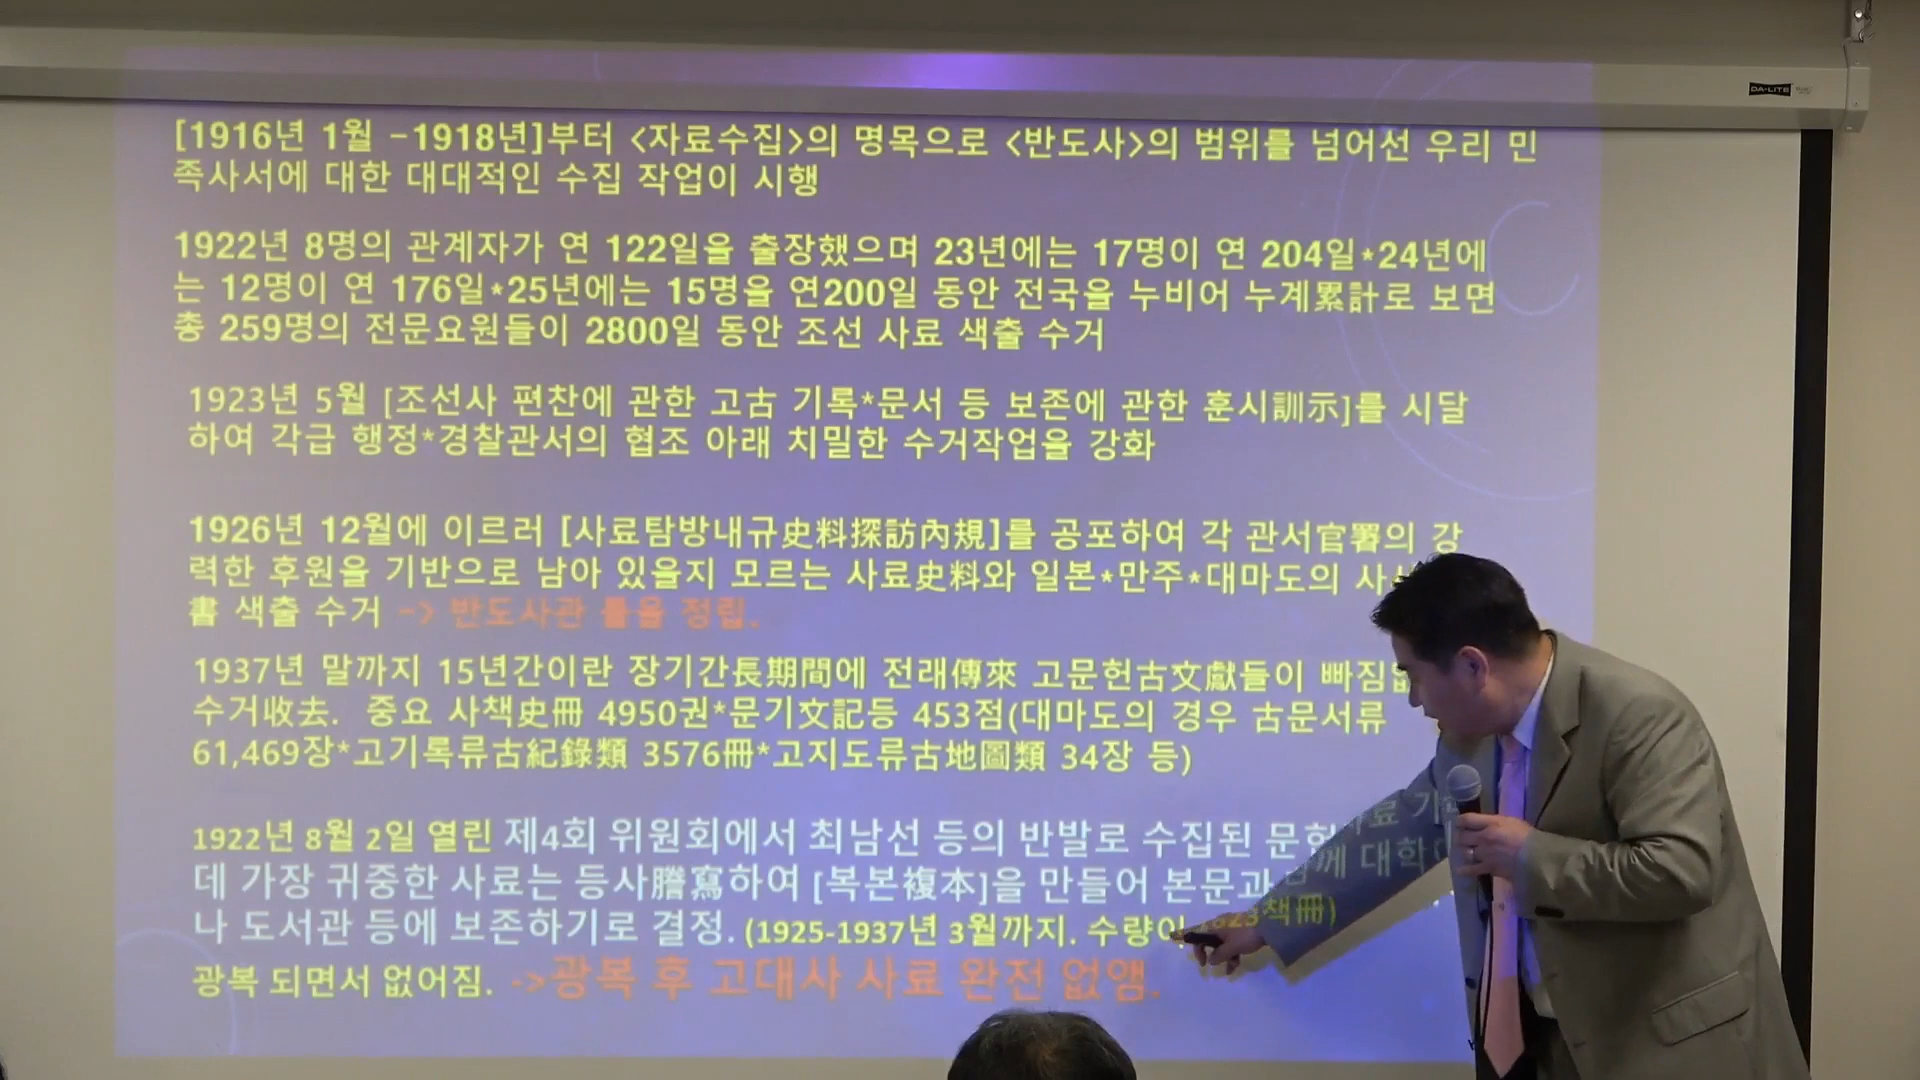 DA-LITE
[1916년 1월 -1918년]부터 <자료수집>의 명목으로 <반도사>의 범위를 넘어선 우리 민
족사서에 대한 대대적인 수집 작업이 시행
1922년 8명의 관계자가 연 122일을 출장했으며 23년에는 17명이 연 204일*24년에
는 12명이 연 176일*25년에는 15명을 연200일 동안 전국을 누비어 누계累計로 보면
총 259명의 전문요원들이 2800일 동안 조선 사료 색출 수거
1923년 5월 [조선사 편찬에 관한 고古 기록*문서 등 보존에 관한 훈시訓示]를 시달
하여 각급 행정*경찰관서의 협조 아래 치밀한 수거작업을 강화
1926년 12월에 이르러 [사료탐방내규史料探訪內規]를 공포하여 각 관서官署의 강
력한 후원을 기반으로 남아 있을지 모르는 사료史料와 일본*만주*대마도의
書 색출 수거 -> 반도사관 틀을 정립.
1937년 말까지 15년간이란 장기간長期間에 전래傳來 고문헌古文獻들이
수거收去. 중요 사책史冊 4950권*문기文記등 453점(대마도의 경우 古文서류
61,469장*고기록류古紀錄類 3576冊*고지도류古地圖類 34장 등)
1922년 8월 2일 열린 제4회 위원회에서 최남선 등의 반발로 수집된
데 가장 귀중한 사료는 등사謄寫하여 [복본複本]을 만들어 본문과
나 도서관 등에 보존하기로 결정. (1925-1937년 3월까지. 수량이 책冊)
광복 되면서 없어짐. ->광복 후 고대사 사료 완전 없앰.